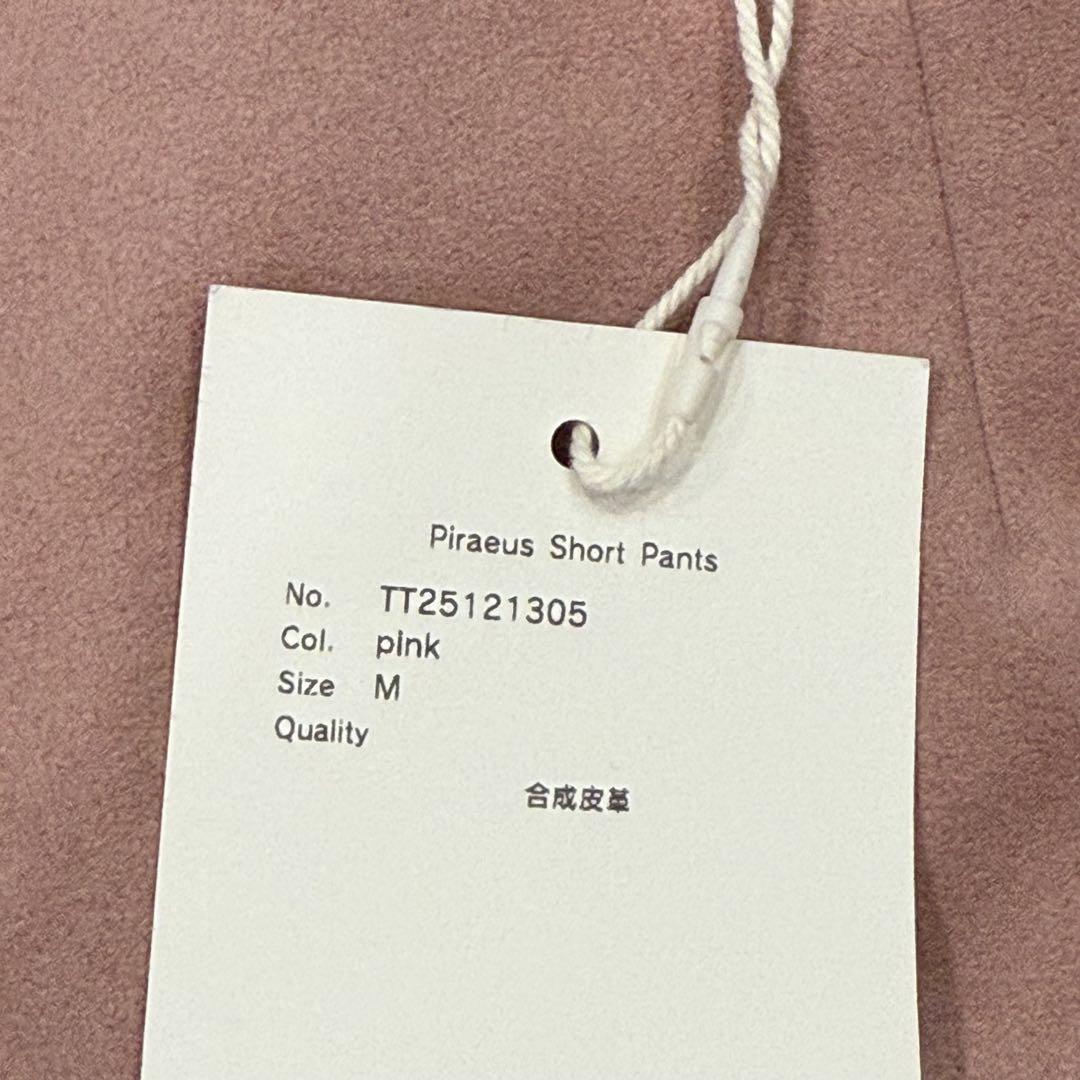 Piraeus Short Pants
No. TT25121305
Col. pink
Size M
Quality
合成皮革